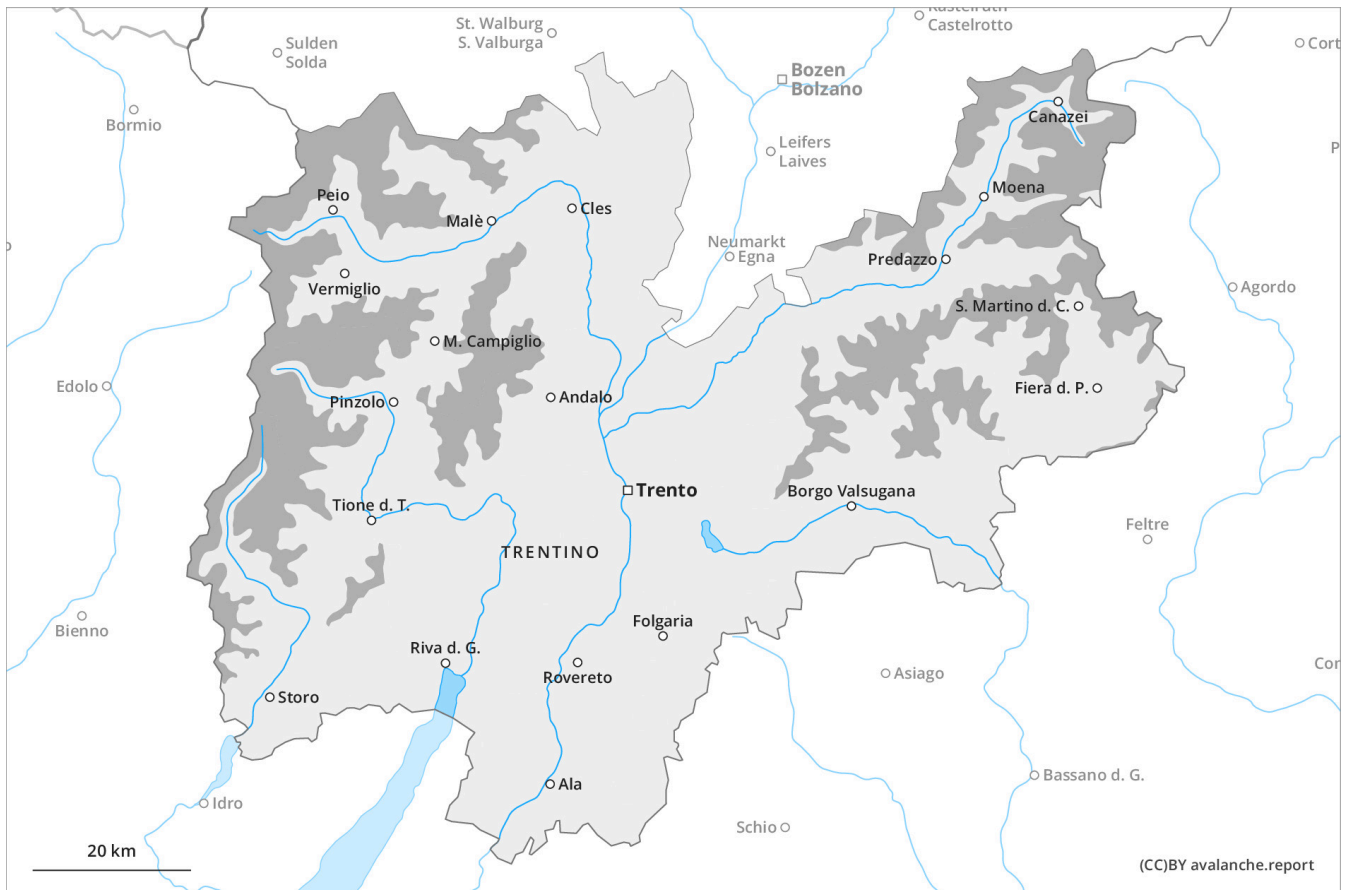 Kastelruth
Castelrotto
St. Walburg
S. Valburga
Sulden
Solda
Cort
Bozen
Bolzano
Bormio
Canazei
Leifers
Laives
P
Moena
Peio
Malè
Cles
Neumarkt
Egna
Predazzo
Vermiglio
Agordo
S. Martino d. C.
M. Campiglio
Edolo
Fiera d. P.
Pinzolo
Andalo
Trento
Borgo Valsugana
Tione d. T.
Feltre
TRENTINO
Bienno
Folgaria
Riva d. G.
Asiago
Rovereto
Storo
Bassano d. G.
Ala
Idro
Schio
20 km
(CC)BY avalanche.report